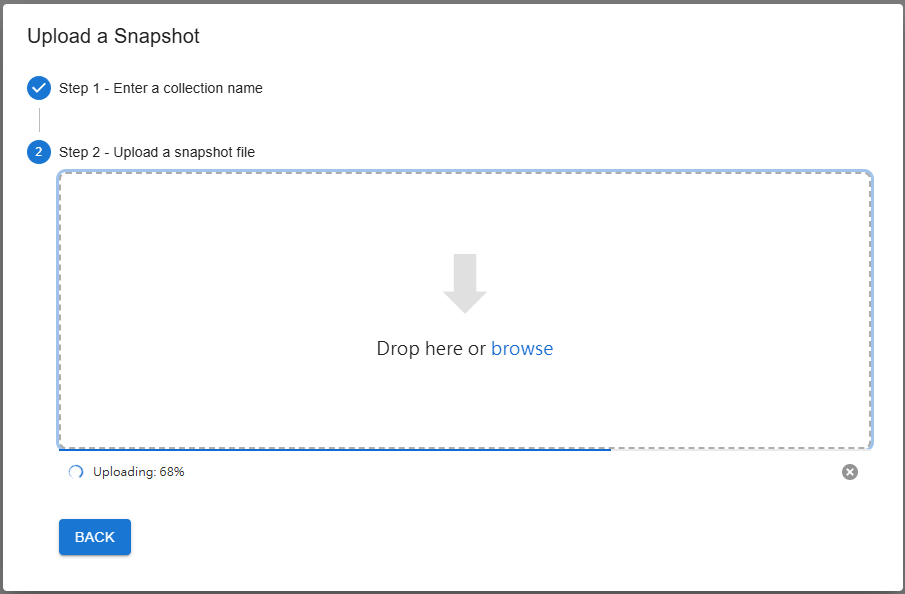 Upload a Snapshot
Step 1 - Enter a collection name
2 Step 2 - Upload a snapshot file
Drop here or browse
Uploading: 68%
BACK